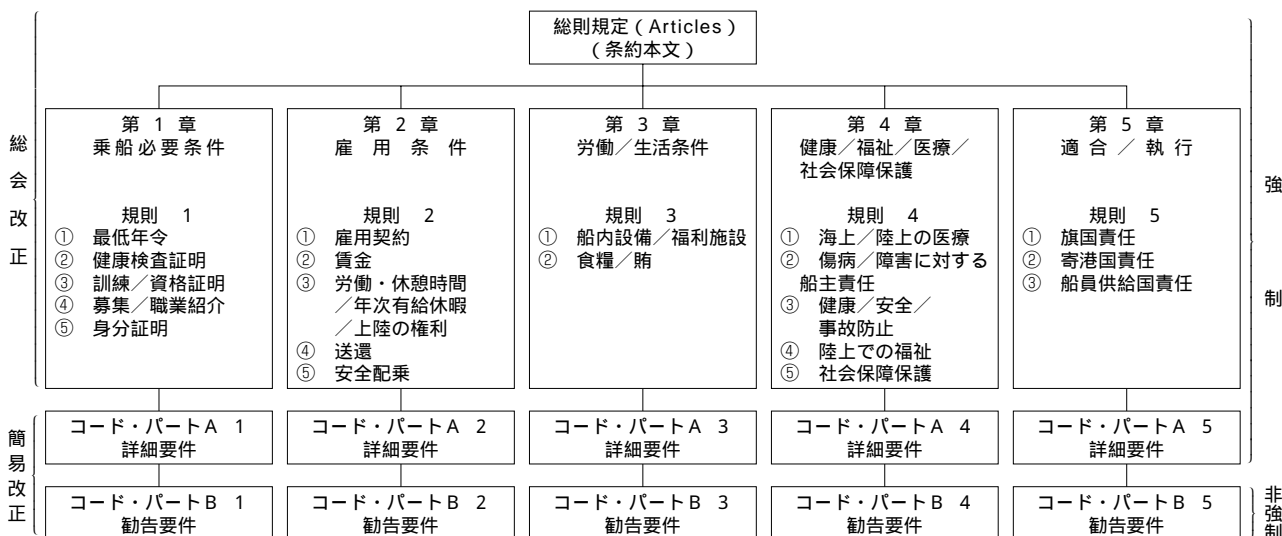 総則規定（Articles）
（条約本文）
総会改正
強制
第 1 章
乗船必要条件
規則 1
① 最低年令
② 健康検査証明
③ 訓練／資格証明
④ 募集／職業紹介
⑤ 身分証明
第 2 章
雇用条件
規則 2
① 雇用契約
② 賃金
③ 労働・休憩時間
／年次有給休暇
／上陸の権利
④ 送還
⑤ 安全配乗
第 3 章
労働／生活条件
規則 3
① 船内設備／福利施設
② 食糧／賄
第 4 章
健康／福祉／医療／
社会保障保護
規則 4
① 海上／陸上の医療
② 傷病／障害に対する
船主責任
③ 健康／安全／
事故防止
④ 陸上での福祉
⑤ 社会保障保護
第 5 章
適合／執行
規則 5
① 旗国責任
② 寄港国責任
③ 船員供給国責任
簡易改正
コード・パートA 1
詳細要件
コード・パートA 2
詳細要件
コード・パートA 3
詳細要件
コード・パートA 4
詳細要件
コード・パートA 5
詳細要件
コード・パートB 1
勧告要件
コード・パートB 2
勧告要件
コード・パートB 3
勧告要件
コード・パートB 4
勧告要件
コード・パートB 5
勧告要件
非強制